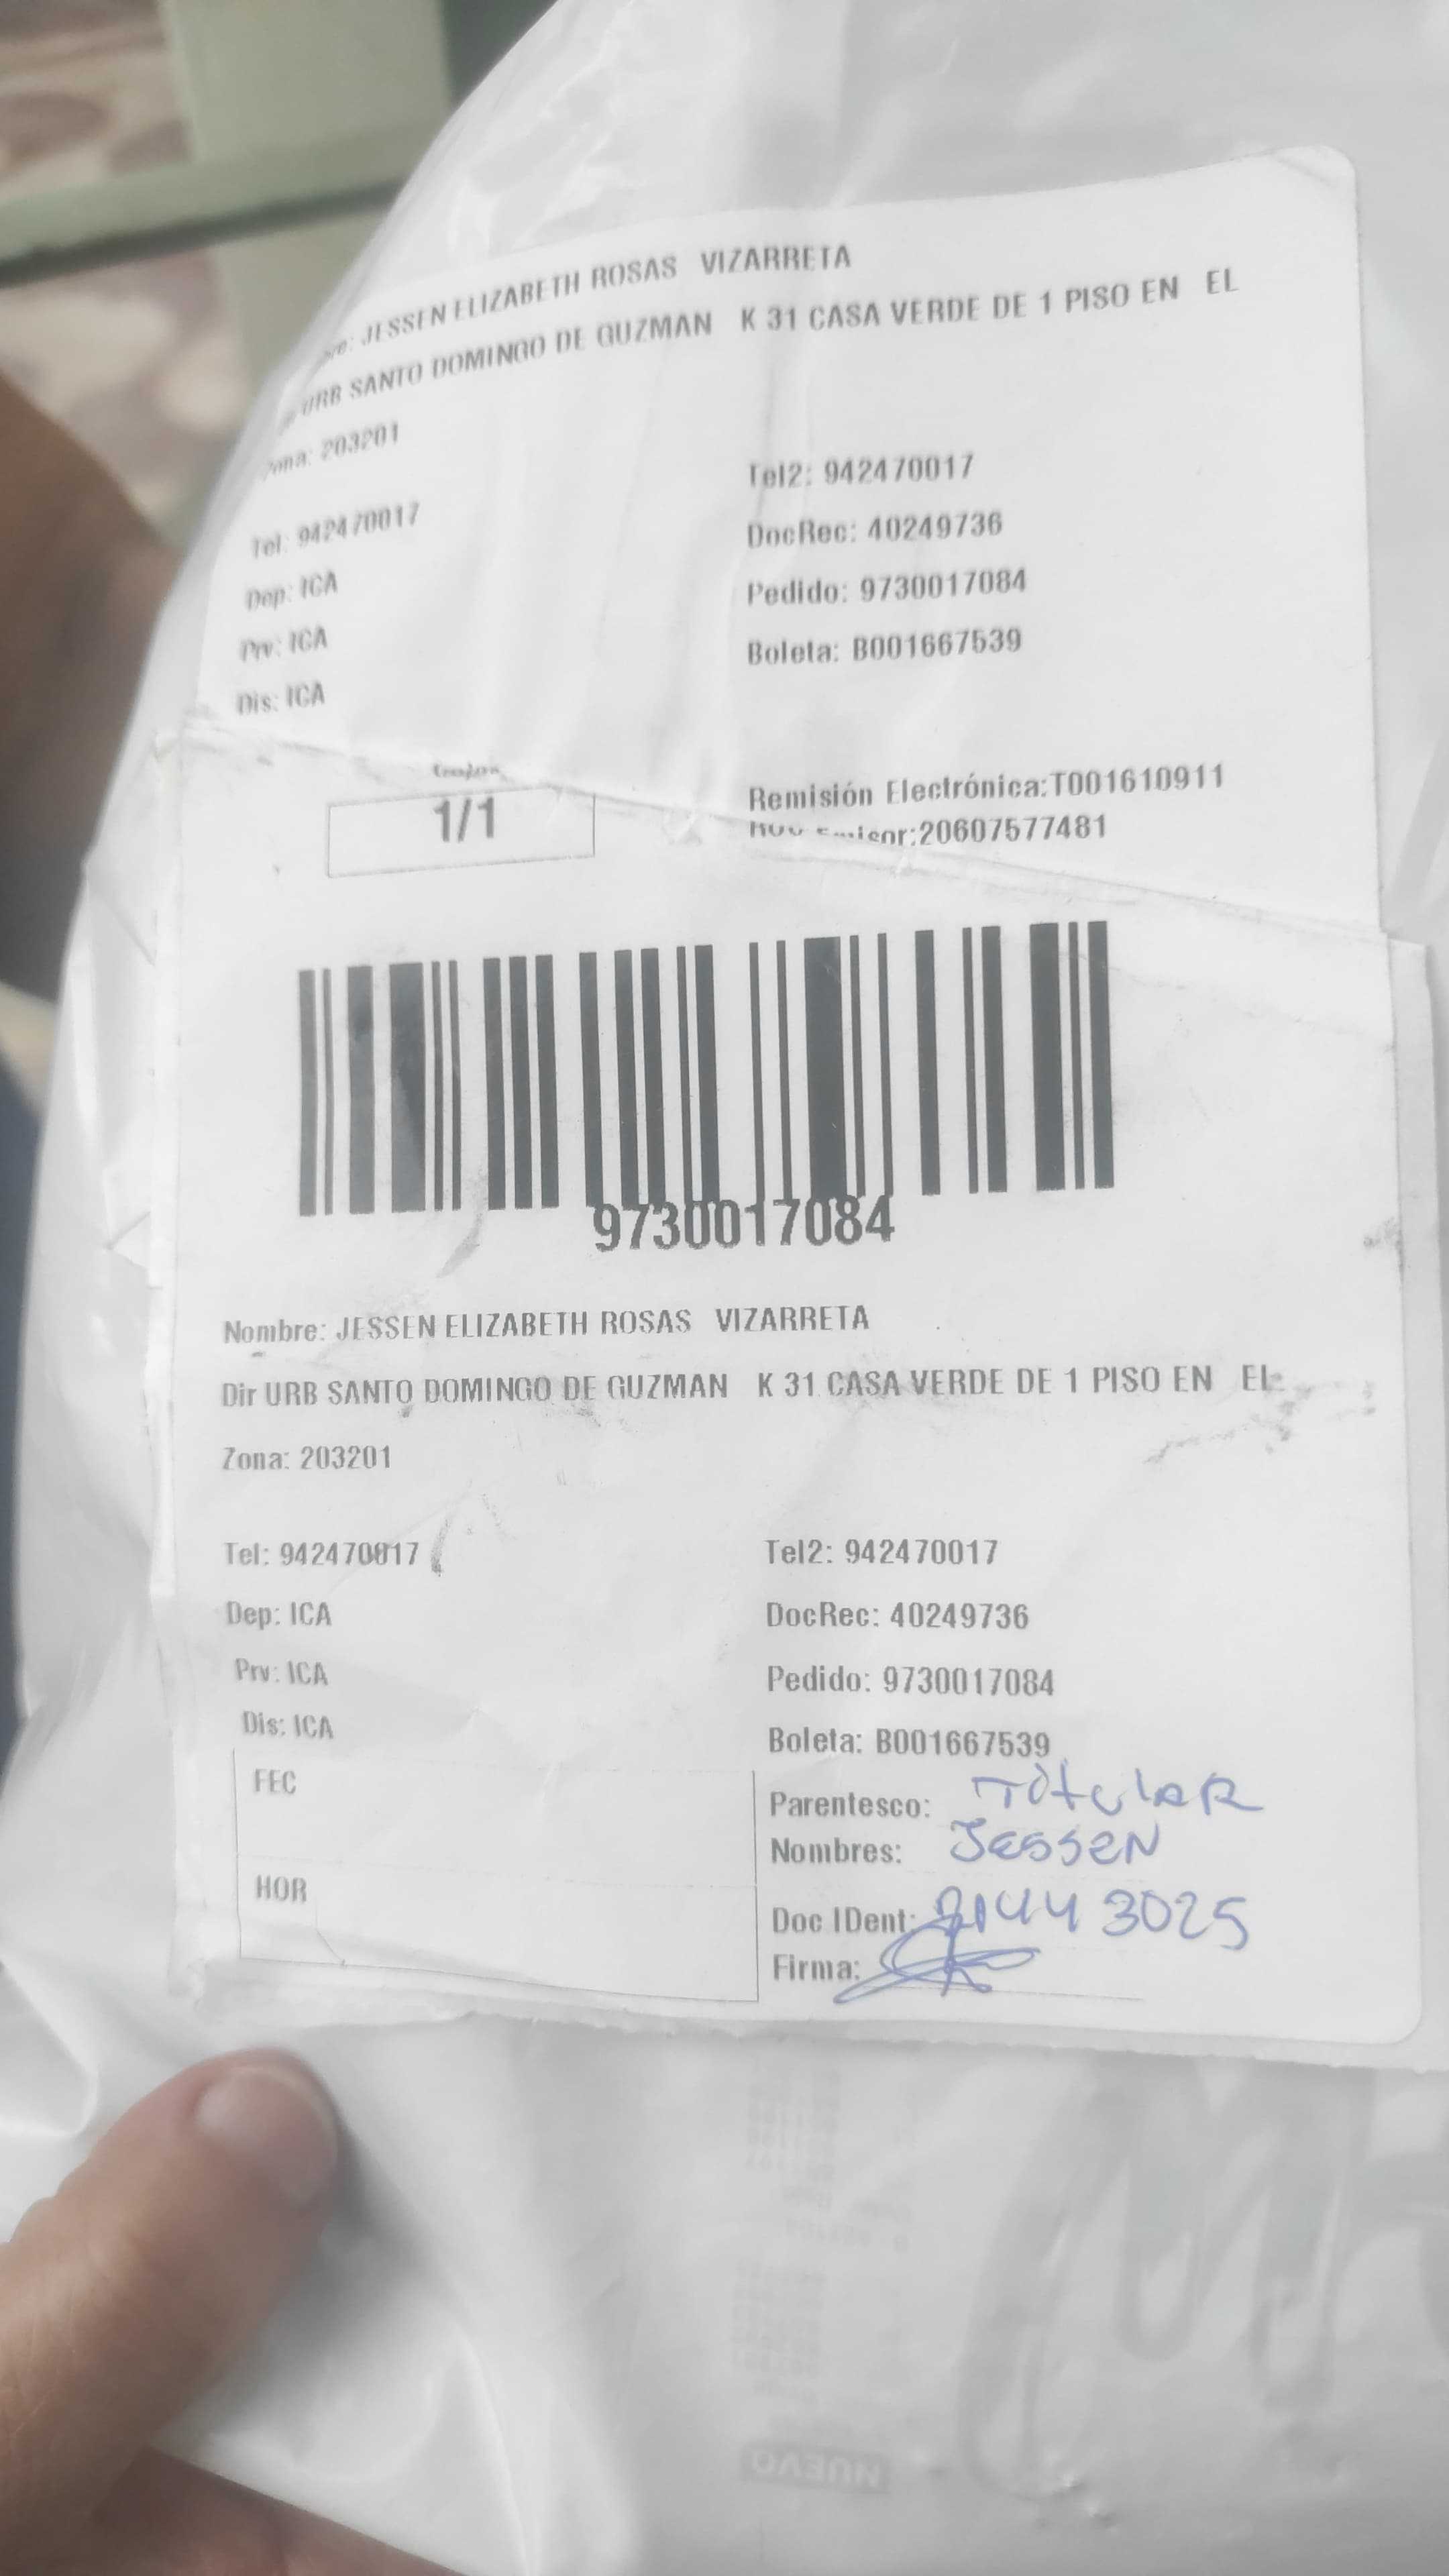 JESSEN ELIZABETH ROSAS VIZARRETA
URB SANTO DOMINGO DE GUZMAN K 31 CASA VERDE DE 1 PISO EN EL
Zona: 203201
Tel: 942470017 Tel2: 942470017
DocRec: 40249736
Dep: ICA Pedido: 9730017084
Prv: ICA Boleta: B001667539
Dis: ICA
1/1 Remisión Electrónica:T001610911
20607577481
9730017084
Nombre: JESSEN ELIZABETH ROSAS VIZARRETA
Dir URB SANTO DOMINGO DE GUZMAN K 31 CASA VERDE DE 1 PISO EN EL
Zona: 203201
Tel: 942470017 Tel2: 942470017
Dep: ICA DocRec: 40249736
Prv: ICA Pedido: 9730017084
Dis: ICA Boleta: B001667539
FEC Parentesco: TitulaR
Nombres: JESSEN
HOR Doc IDent: 21443025
Firma:
NUEVO